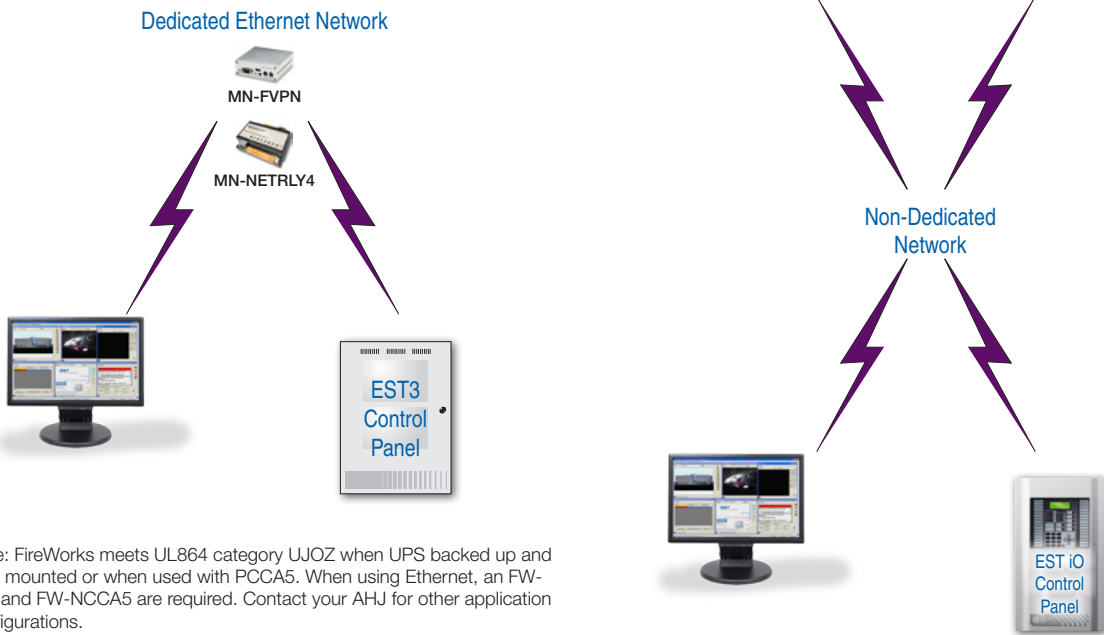 Dedicated Ethernet Network
MN-FVPN
MN-NETRLY4
EST3
Control
Panel
FireWorks meets UL864 category UJOZ when UPS backed up and
mounted or when used with PCCA5. When using Ethernet, an FW-
and FW-NCCA5 are required. Contact your AHJ for other application
Non-Dedicated
Network
EST iO
Control
Panel